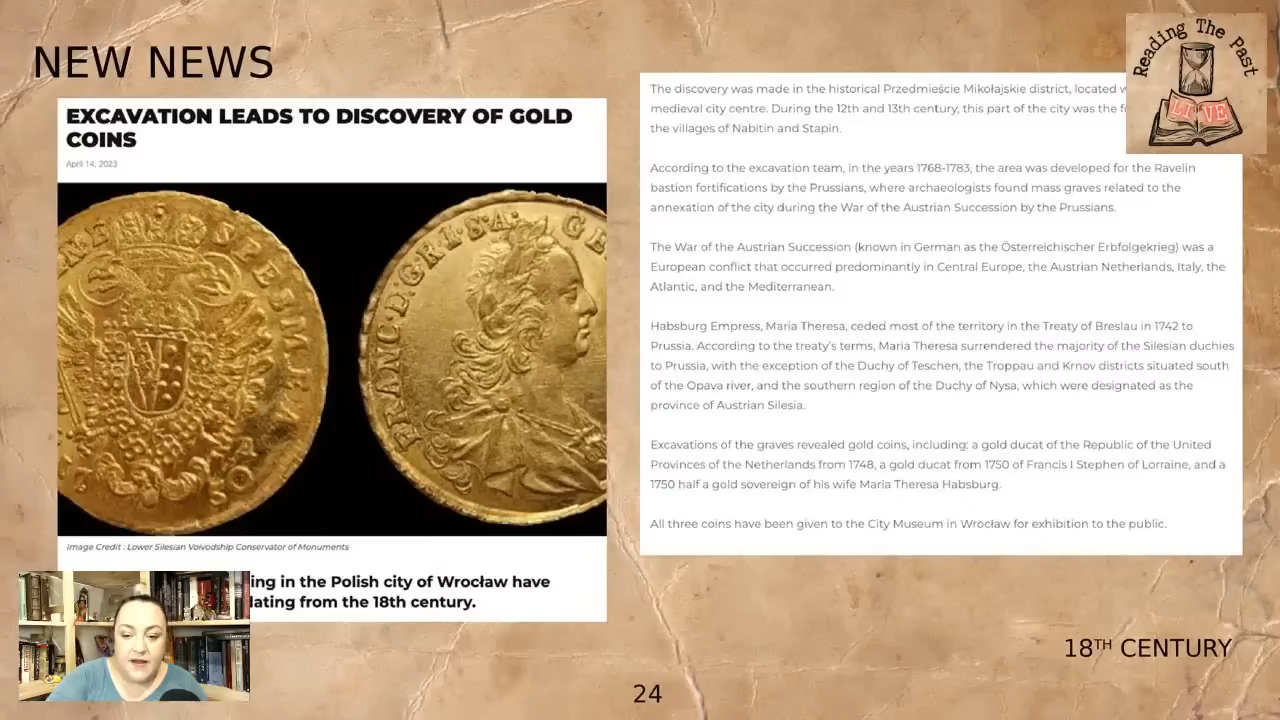 NEW NEWS
EXCAVATION LEADS TO DISCOVERY OF GOLD
COINS
April 14, 2023
FRANC·D·G·R·I·S·A·GE
Image Credit : Lower Silesian Voivodship Conservator of Monuments
ing in the Polish city of Wrocław have
dating from the 18th century.
The discovery was made in the historical Przedmieście Mikołajskie district, located
medieval city centre. During the 12th and 13th century, this part of the city was the
the villages of Nabitin and Stapin.
According to the excavation team, in the years 1768-1783, the area was developed for the Ravelin
bastion fortifications by the Prussians, where archaeologists found mass graves related to the
annexation of the city during the War of the Austrian Succession by the Prussians.
The War of the Austrian Succession (known in German as the Österreichischer Erbfolgekrieg) was a
European conflict that occurred predominantly in Central Europe, the Austrian Netherlands, Italy, the
Atlantic, and the Mediterranean.
Habsburg Empress, Maria Theresa, ceded most of the territory in the Treaty of Breslau in 1742 to
Prussia. According to the treaty's terms, Maria Theresa surrendered the majority of the Silesian duchies
to Prussia, with the exception of the Duchy of Teschen, the Troppau and Krnov districts situated south
of the Opava river, and the southern region of the Duchy of Nysa, which were designated as the
province of Austrian Silesia.
Excavations of the graves revealed gold coins, including: a gold ducat of the Republic of the United
Provinces of the Netherlands from 1748, a gold ducat from 1750 of Francis I Stephen of Lorraine, and a
1750 half a gold sovereign of his wife Maria Theresa Habsburg.
All three coins have been given to the City Museum in Wrocław for exhibition to the public.
Reading The Past
LIVE
18TH CENTURY
24